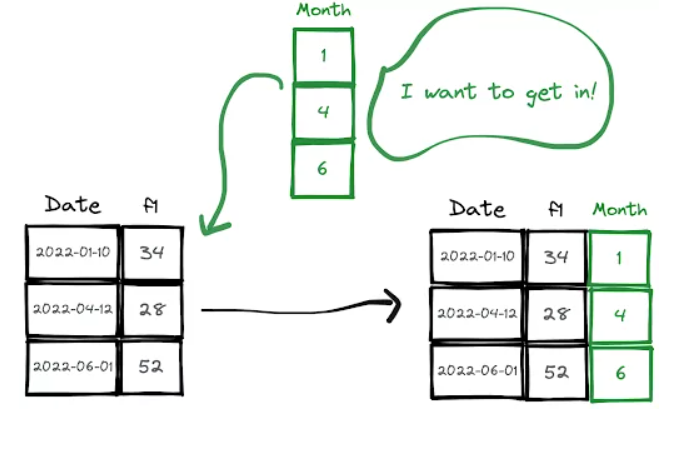 Month
1
I want to get in!
4
6
Date f1
2022-01-10 34
2022-04-12 28
2022-06-01 52
Date f1 Month
2022-01-10 34 1
2022-04-12 28 4
2022-06-01 52 6